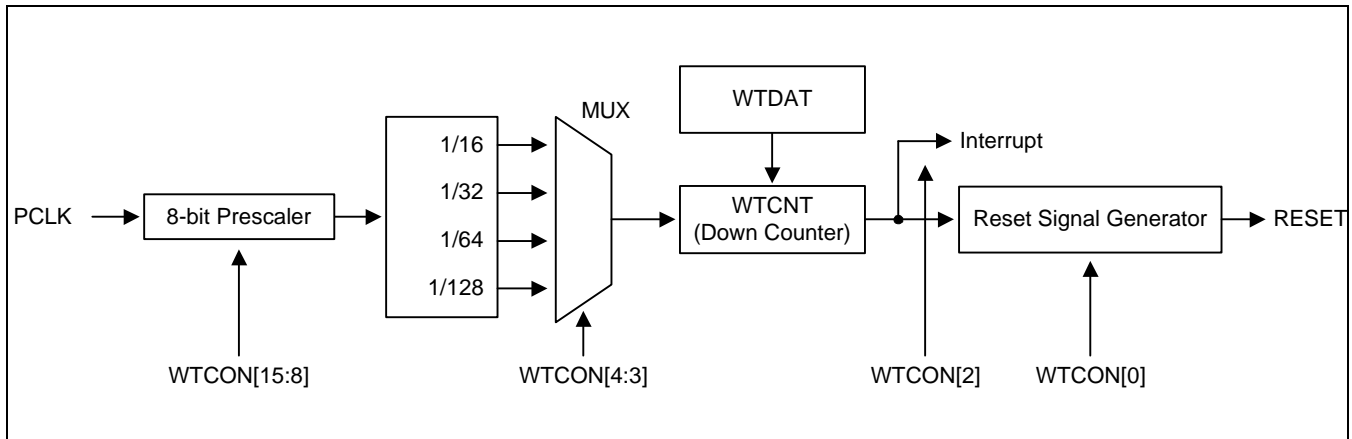 WTDAT
MUX
1/16
Interrupt
1/32
PCLK
8-bit Prescaler
WTCNT
(Down Counter)
Reset Signal Generator
RESET
1/64
1/128
WTCON[15:8]
WTCON[4:3]
WTCON[2]
WTCON[0]